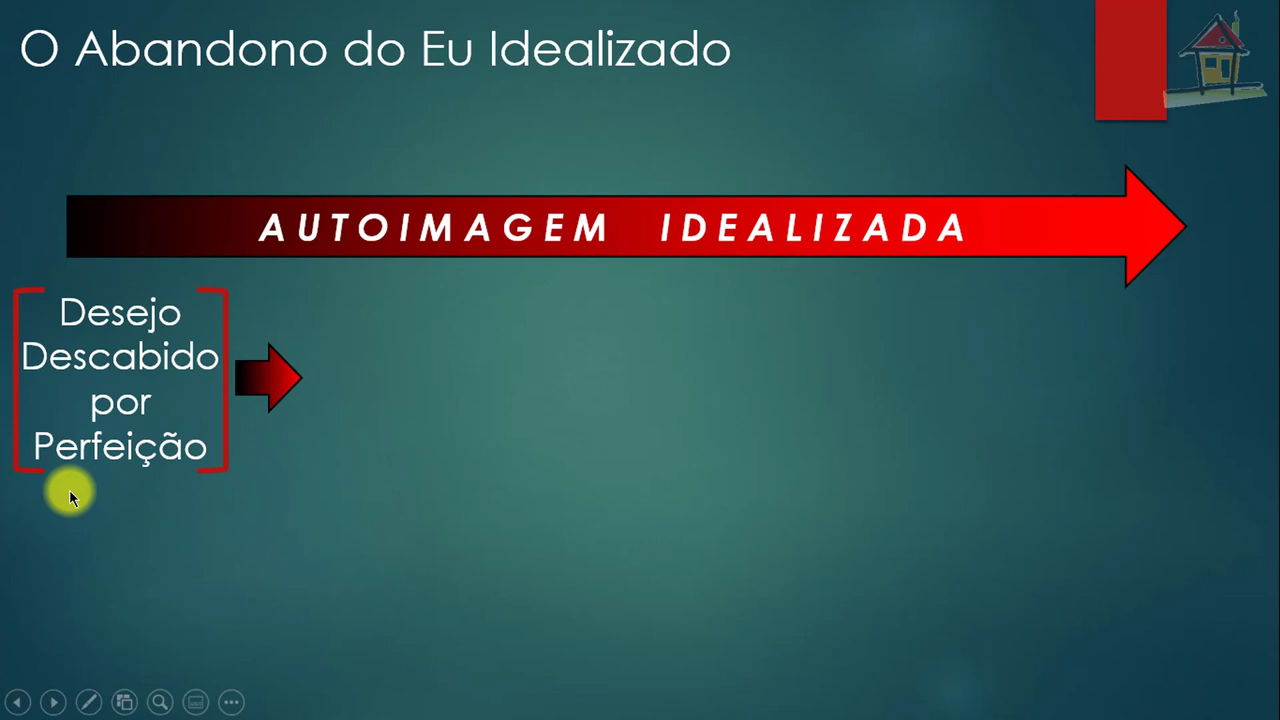 O Abandono do Eu Idealizado
AUTOIMAGEM IDEALIZADA
Desejo
Descabido
por
Perfeição